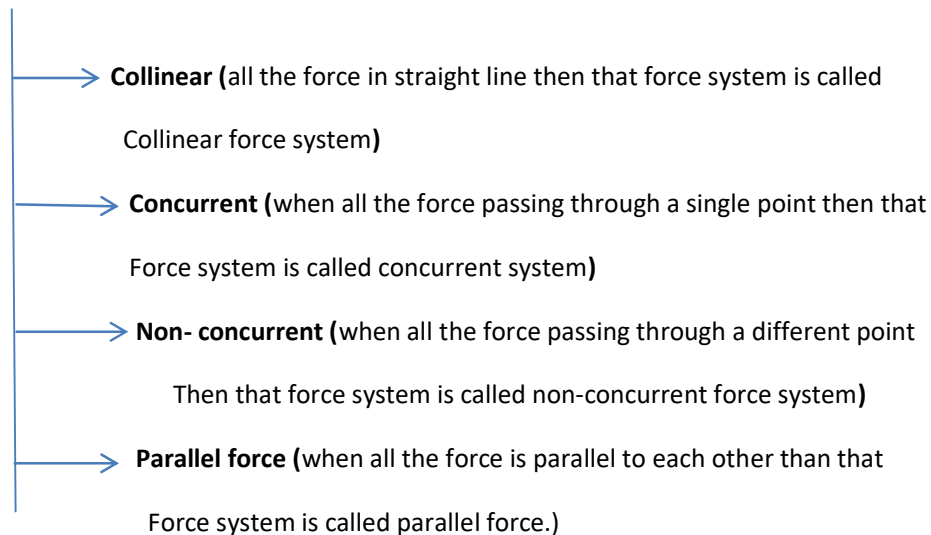 Collinear (all the force in straight line then that force system is called
Collinear force system)
Concurrent (when all the force passing through a single point then that
Force system is called concurrent system)
Non- concurrent (when all the force passing through a different point
Then that force system is called non-concurrent force system)
Parallel force (when all the force is parallel to each other than that
Force system is called parallel force.)